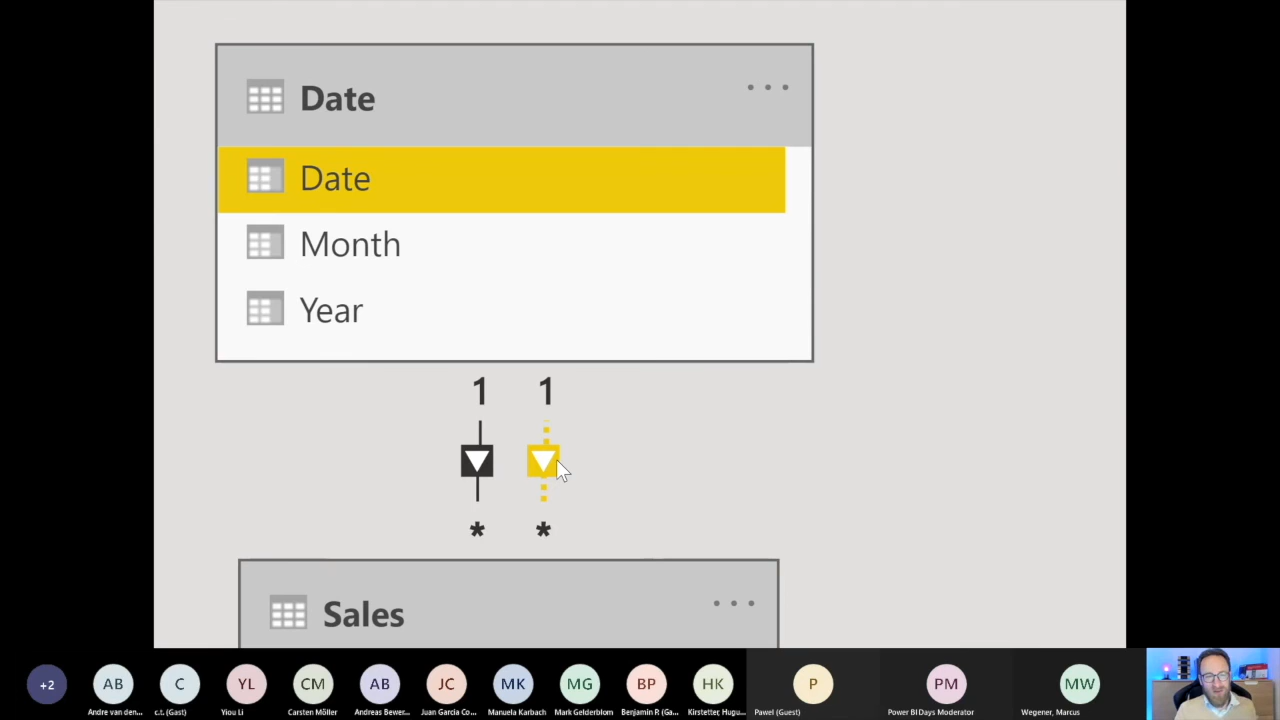 Date
Date
Month
Year
1 1
* *
Sales
+2 AB C YL CM AB JC MK MG BP HK P PM MW
Andre van den... c.t. (Gast) Yiou Li Carsten Möller Andreas Bewer... Juan Garcia Co... Manuela Karbach Mark Gelderblom Benjamin R (Ga... Kirstetter, Hugu... Pawel (Guest) Power BI Days Moderator Wegener, Marcus